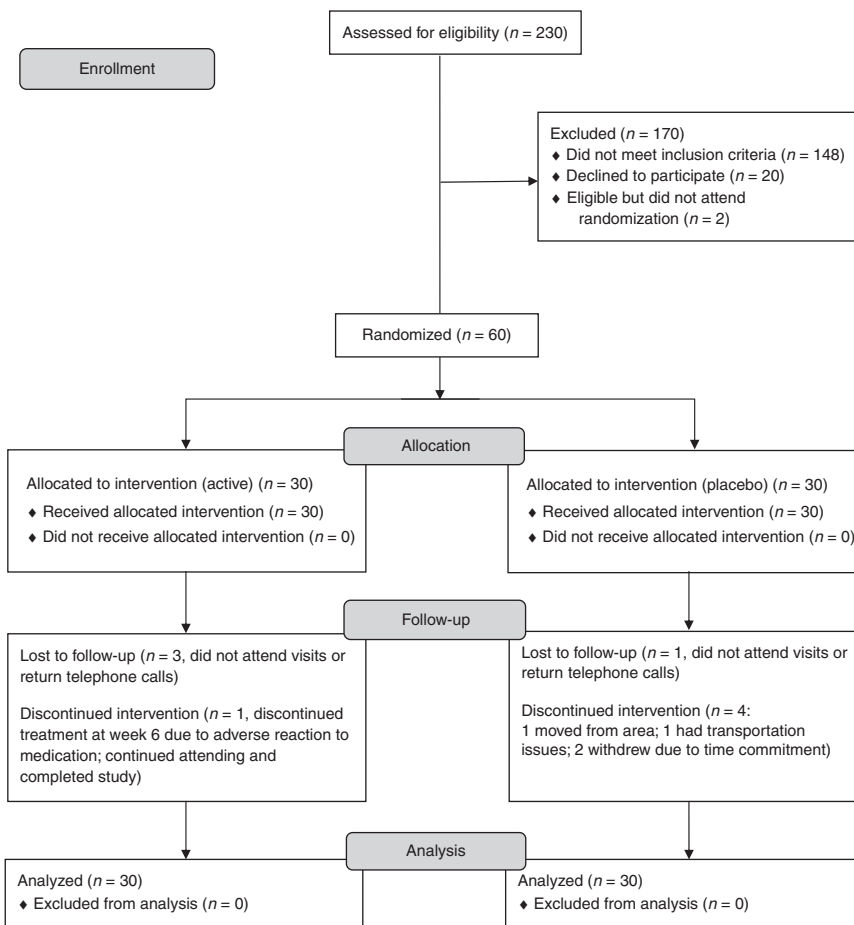 Assessed for eligibility (n = 230)
Enrollment
Excluded (n = 170)
♦ Did not meet inclusion criteria (n = 148)
♦ Declined to participate (n = 20)
♦ Eligible but did not attend
randomization (n = 2)
Randomized (n = 60)
Allocation
Allocated to intervention (active) (n = 30)
♦ Received allocated intervention (n = 30)
♦ Did not receive allocated intervention (n = 0)
Allocated to intervention (placebo) (n = 30)
♦ Received allocated intervention (n = 30)
♦ Did not receive allocated intervention (n = 0)
Follow-up
Lost to follow-up (n = 3, did not attend visits or
return telephone calls)
Discontinued intervention (n = 1, discontinued
treatment at week 6 due to adverse reaction to
medication; continued attending and
completed study)
Lost to follow-up (n = 1, did not attend visits or
return telephone calls)
Discontinued intervention (n = 4:
1 moved from area; 1 had transportation
issues; 2 withdrew due to time commitment)
Analysis
Analyzed (n = 30)
♦ Excluded from analysis (n = 0)
Analyzed (n = 30)
♦ Excluded from analysis (n = 0)